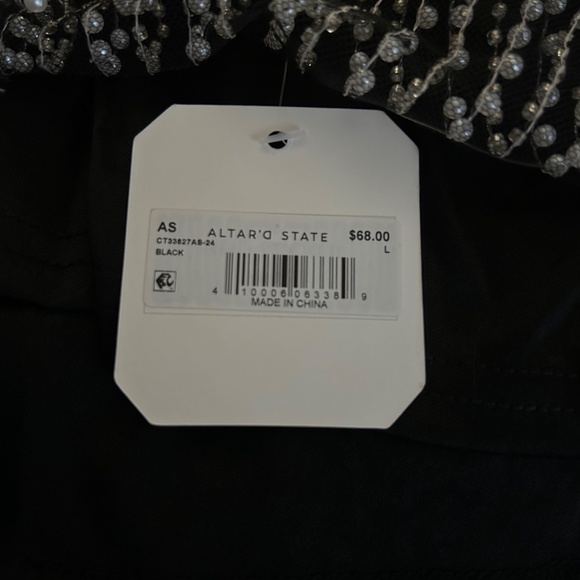 AS ALTAR'D STATE $68.00
CT33827AS-24 L
BLACK
4 10006 06338 9
MADE IN CHINA